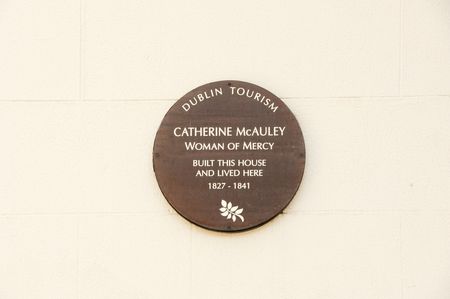 DUBLIN TOURISM
CATHERINE McAULEY
WOMAN OF MERCY
BUILT THIS HOUSE
AND LIVED HERE
1827 - 1841